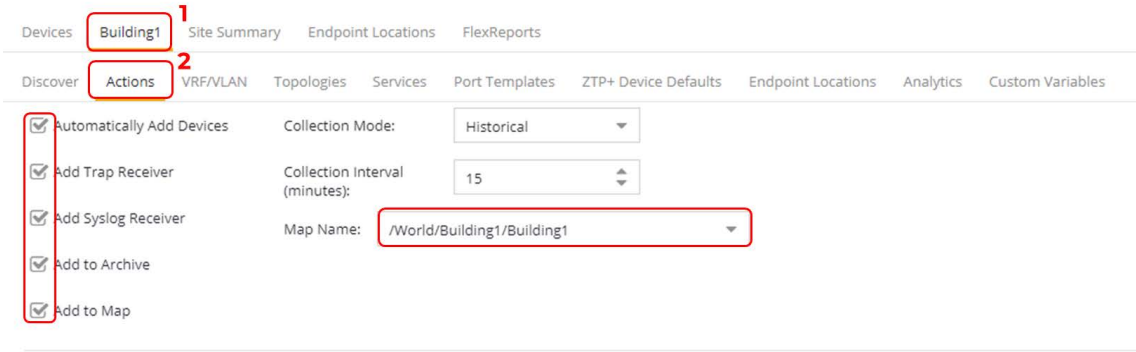 1
Devices Building1 Site Summary Endpoint Locations FlexReports
2
Discover Actions VRF/VLAN Topologies Services Port Templates ZTP+ Device Defaults Endpoint Locations Analytics Custom Variables
Automatically Add Devices Collection Mode: Historical
Add Trap Receiver Collection Interval
(minutes): 15
Add Syslog Receiver Map Name: /World/Building1/Building1
Add to Archive
Add to Map